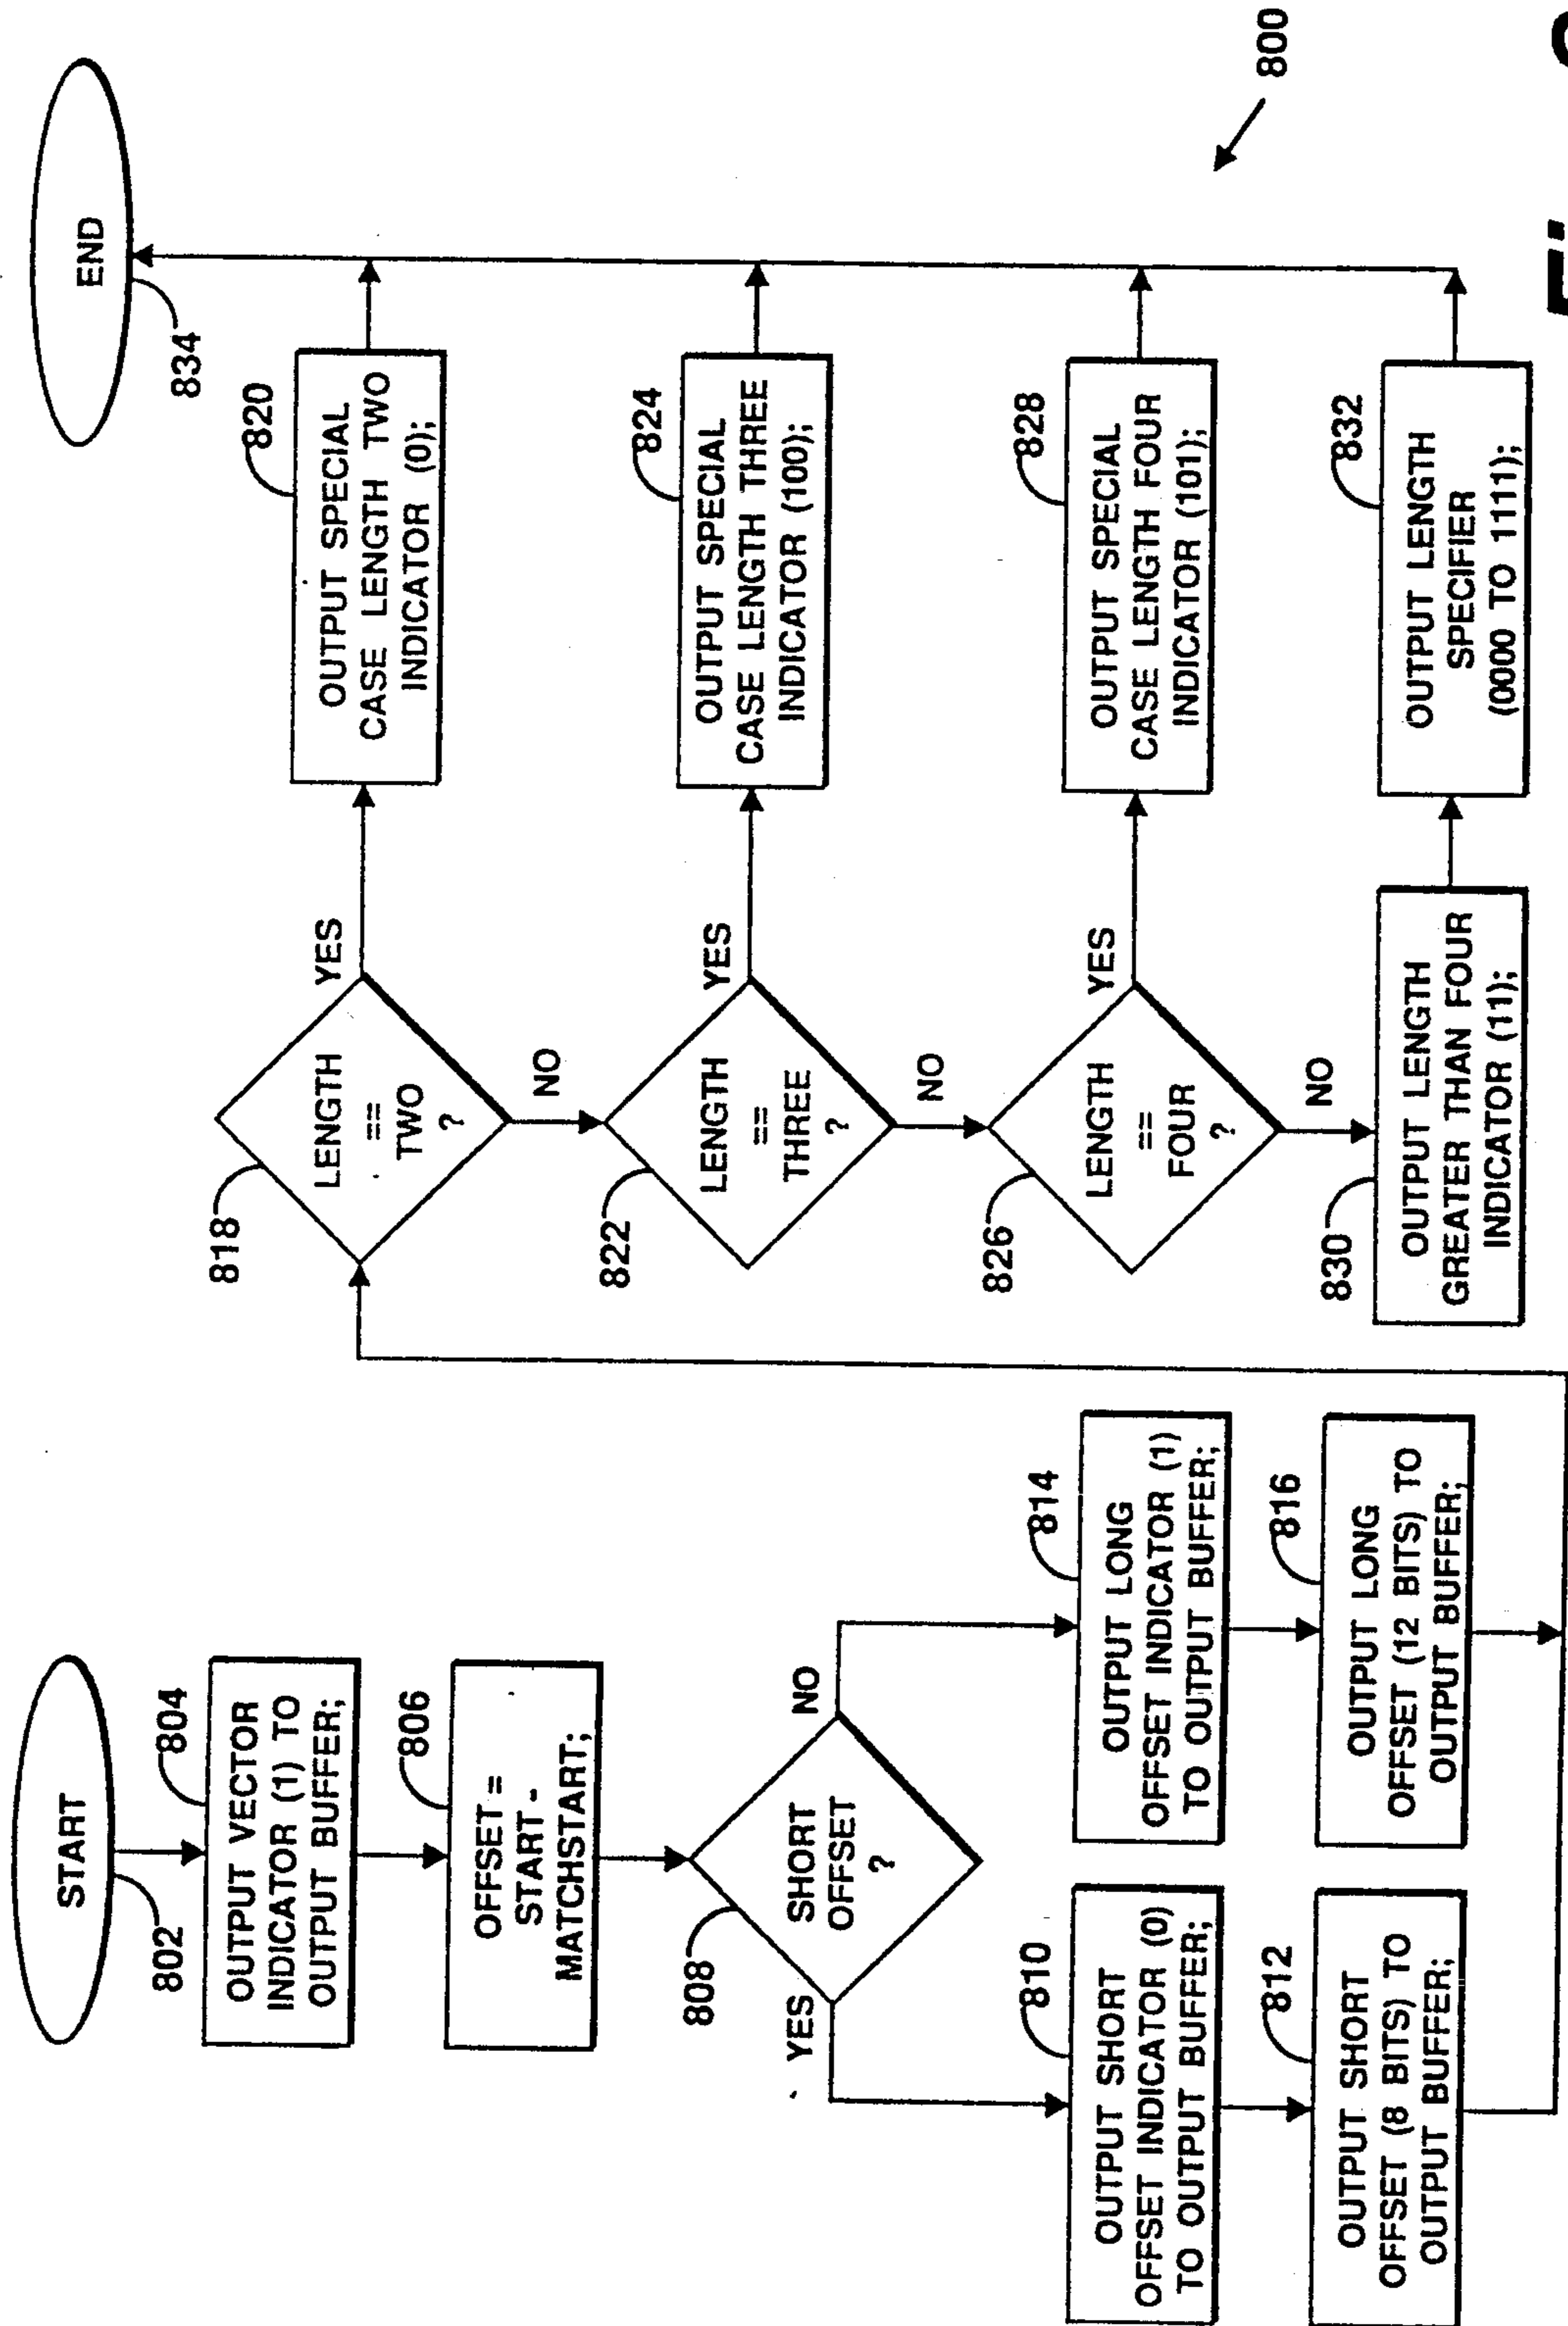 START
802
804
OUTPUT VECTOR
INDICATOR (1) TO
OUTPUT BUFFER;
806
OFFSET =
START -
MATCHSTART;
808
SHORT
OFFSET
?
YES
NO
810
OUTPUT SHORT
OFFSET INDICATOR (0)
TO OUTPUT BUFFER;
812
OUTPUT SHORT
OFFSET (8 BITS) TO
OUTPUT BUFFER;
814
OUTPUT LONG
OFFSET INDICATOR (1)
TO OUTPUT BUFFER;
816
OUTPUT LONG
OFFSET (12 BITS) TO
OUTPUT BUFFER;
818
LENGTH
==
TWO
?
YES
NO
820
OUTPUT SPECIAL
CASE LENGTH TWO
INDICATOR (0);
822
LENGTH
==
THREE
?
YES
NO
824
OUTPUT SPECIAL
CASE LENGTH THREE
INDICATOR (100);
826
LENGTH
==
FOUR
?
YES
NO
828
OUTPUT SPECIAL
CASE LENGTH FOUR
INDICATOR (101);
830
OUTPUT LENGTH
GREATER THAN FOUR
INDICATOR (11);
832
OUTPUT LENGTH
SPECIFIER
(0000 TO 1111);
END
834
800